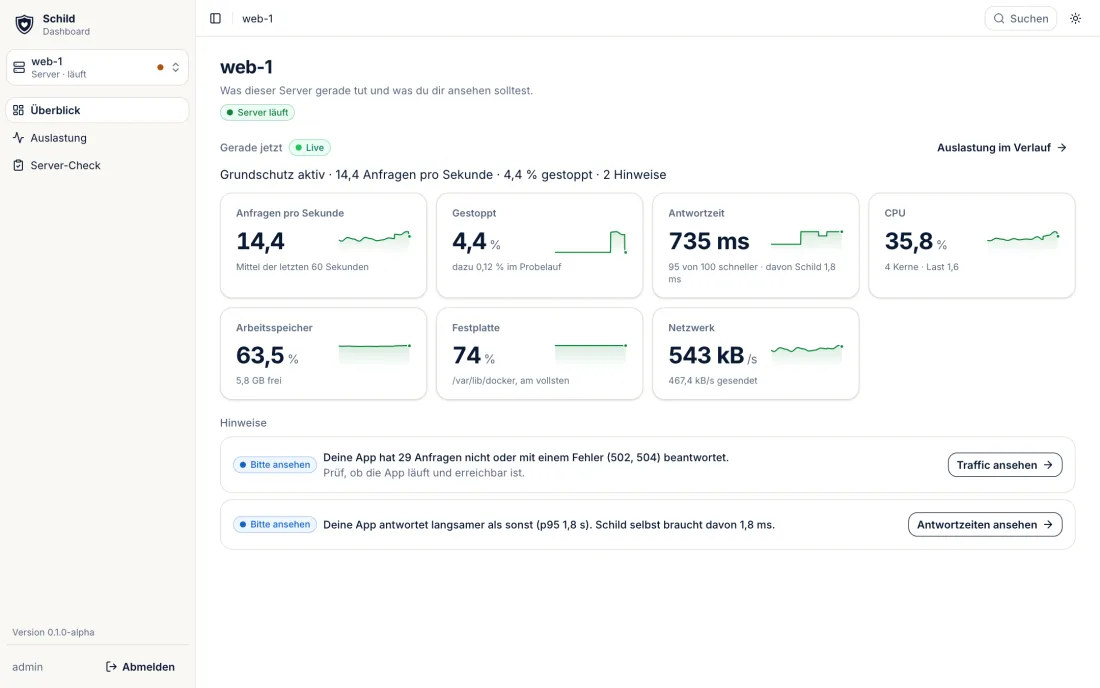 Schild
Dashboard
web-1
Server · läuft
Überblick
Auslastung
Server-Check
Version 0.1.0-alpha
admin
Abmelden
web-1
Suchen
web-1
Was dieser Server gerade tut und was du dir ansehen solltest.
Server läuft
Gerade jetzt
Live
Auslastung im Verlauf
Grundschutz aktiv · 14,4 Anfragen pro Sekunde · 4,4 % gestoppt · 2 Hinweise
Anfragen pro Sekunde
14,4
Mittel der letzten 60 Sekunden
Gestoppt
4,4 %
dazu 0,12 % im Probelauf
Antwortzeit
735 ms
95 von 100 schneller · davon Schild 1,8
ms
CPU
35,8 %
4 Kerne · Last 1,6
Arbeitsspeicher
63,5 %
5,8 GB frei
Festplatte
74 %
/var/lib/docker, am vollsten
Netzwerk
543 kB /s
467,4 kB/s gesendet
Hinweise
Bitte ansehen
Deine App hat 29 Anfragen nicht oder mit einem Fehler (502, 504) beantwortet.
Prüf, ob die App läuft und erreichbar ist.
Traffic ansehen
Bitte ansehen
Deine App antwortet langsamer als sonst (p95 1,8 s). Schild selbst braucht davon 1,8 ms.
Antwortzeiten ansehen